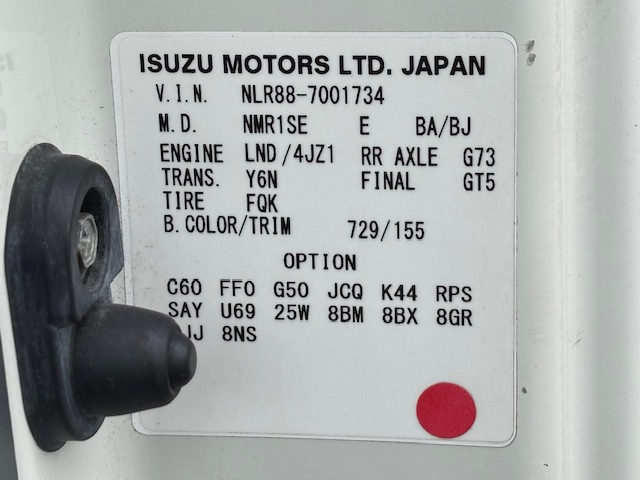 ISUZU MOTORS LTD. JAPAN
V.I.N. NLR88-7001734
M.D. NMR1SE E BA/BJ
ENGINE LND/4JZ1 RR AXLE G73
TRANS. Y6N FINAL GT5
TIRE FQK
B.COLOR/TRIM 729/155
OPTION
C60 FF0 G50 JCQ K44 RPS
SAY U69 25W 8BM 8BX 8GR
8NS